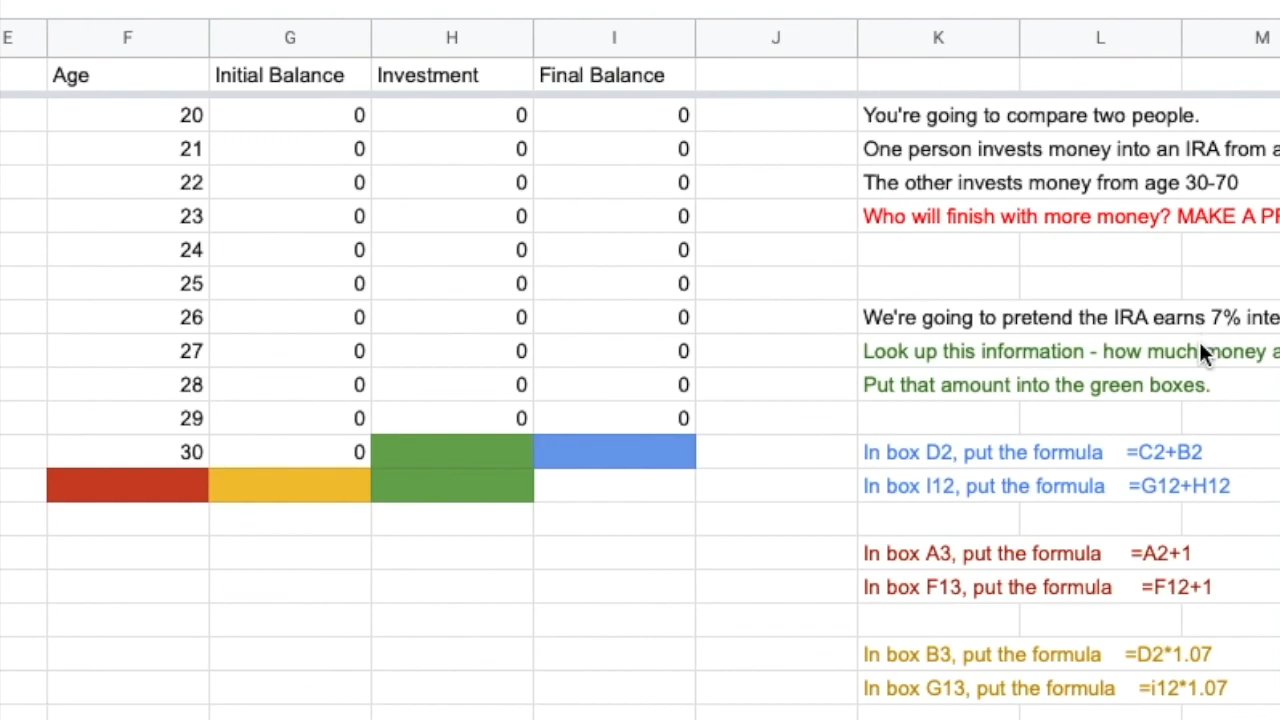 E F G H I J K L M
Age Initial Balance Investment Final Balance
20 0 0 0 You're going to compare two people.
21 0 0 0 One person invests money into an IRA from a
22 0 0 0 The other invests money from age 30-70
23 0 0 0 Who will finish with more money? MAKE A
24 0 0 0
25 0 0 0
26 0 0 0 We're going to pretend the IRA earns 7% inte
27 0 0 0 Look up this information - how much money a
28 0 0 0 Put that amount into the green boxes.
29 0 0 0
30 0 In box D2, put the formula =C2+B2
In box I12, put the formula =G12+H12
In box A3, put the formula =A2+1
In box F13, put the formula =F12+1
In box B3, put the formula =D2*1.07
In box G13, put the formula =i12*1.07